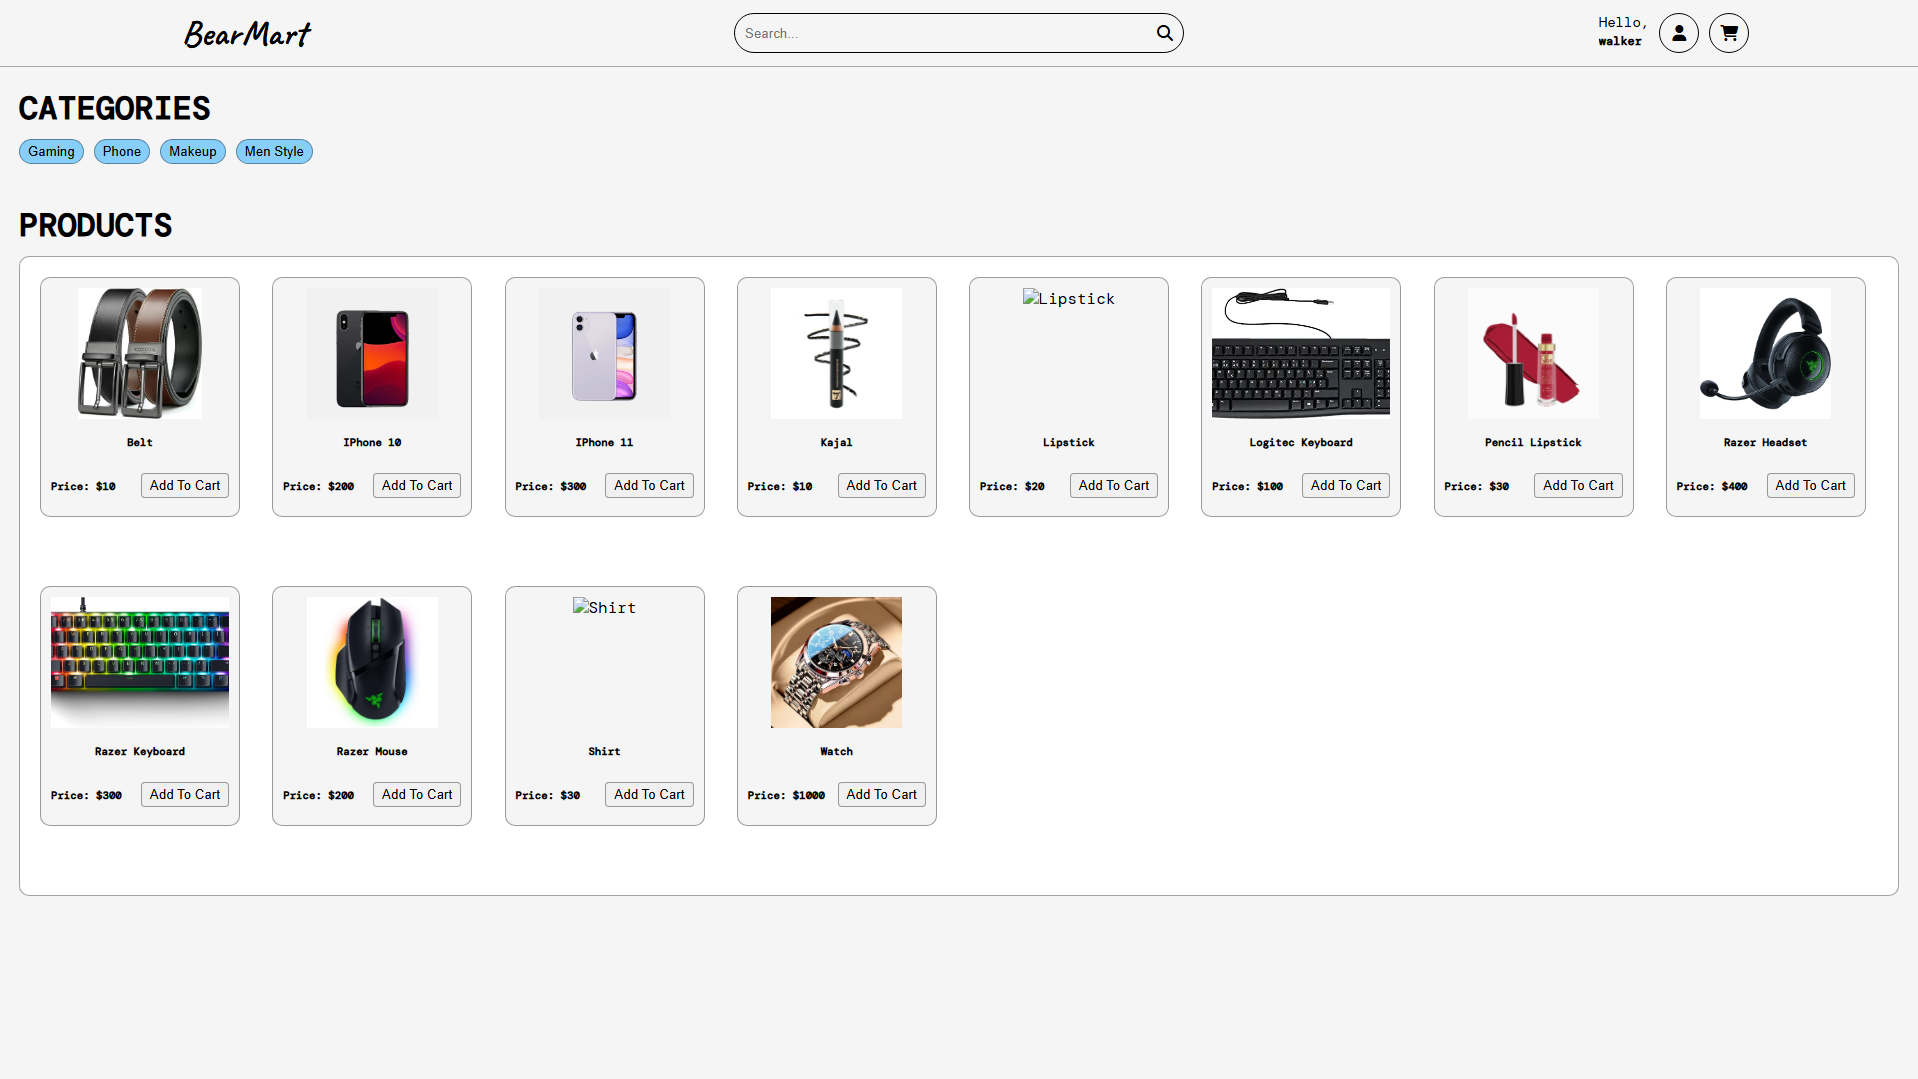 BearMart
Search...
Hello,
walker
CATEGORIES
Gaming
Phone
Makeup
Men Style
PRODUCTS
Belt
Price: $10
Add To Cart
IPhone 10
Price: $200
Add To Cart
IPhone 11
Price: $300
Add To Cart
Kajal
Price: $10
Add To Cart
Lipstick
Lipstick
Price: $20
Add To Cart
Logitec Keyboard
Price: $100
Add To Cart
Pencil Lipstick
Price: $30
Add To Cart
Razer Headset
Price: $400
Add To Cart
Razer Keyboard
Price: $300
Add To Cart
Razer Mouse
Price: $200
Add To Cart
Shirt
Shirt
Price: $30
Add To Cart
Watch
Price: $1000
Add To Cart